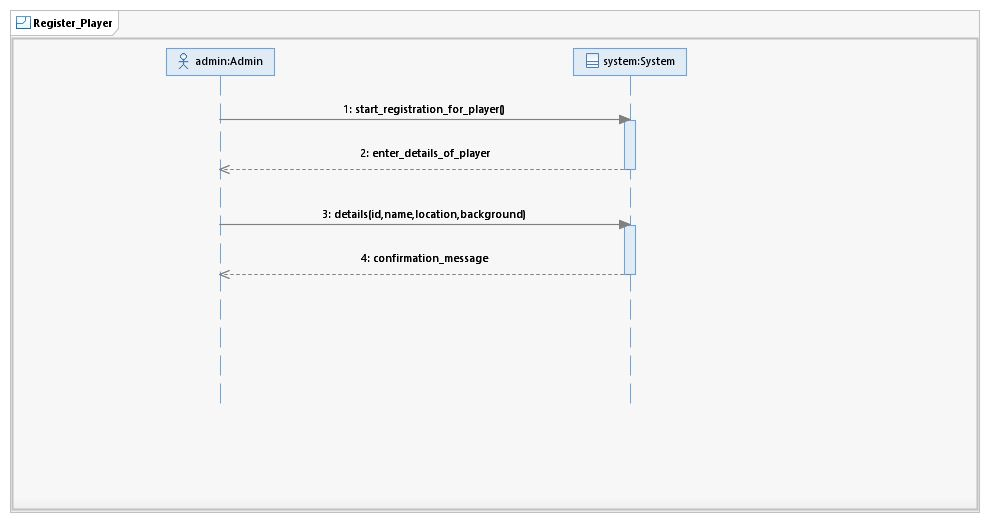 Register_Player
admin:Admin
system:System
1: start_registration_for_player()
2: enter_details_of_player
3: details(id,name,location,background)
4: confirmation_message